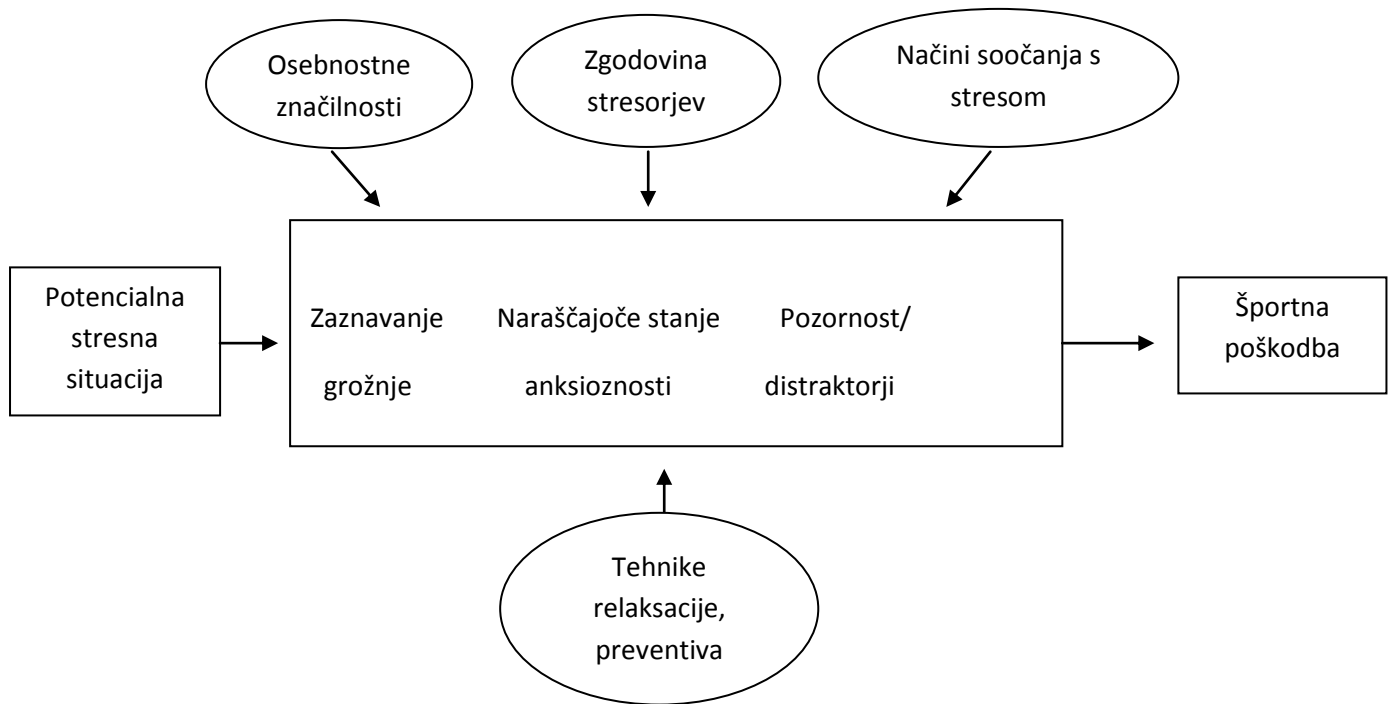 Osebnostne
značilnosti
Zgodovina
stresorjev
Načini soočanja s
stresom
Potencialna
stresna
situacija
Zaznavanje Naraščajoče stanje Pozornost/
grožnje anksioznosti distraktorji
Športna
poškodba
Tehnike
relaksacije,
preventiva